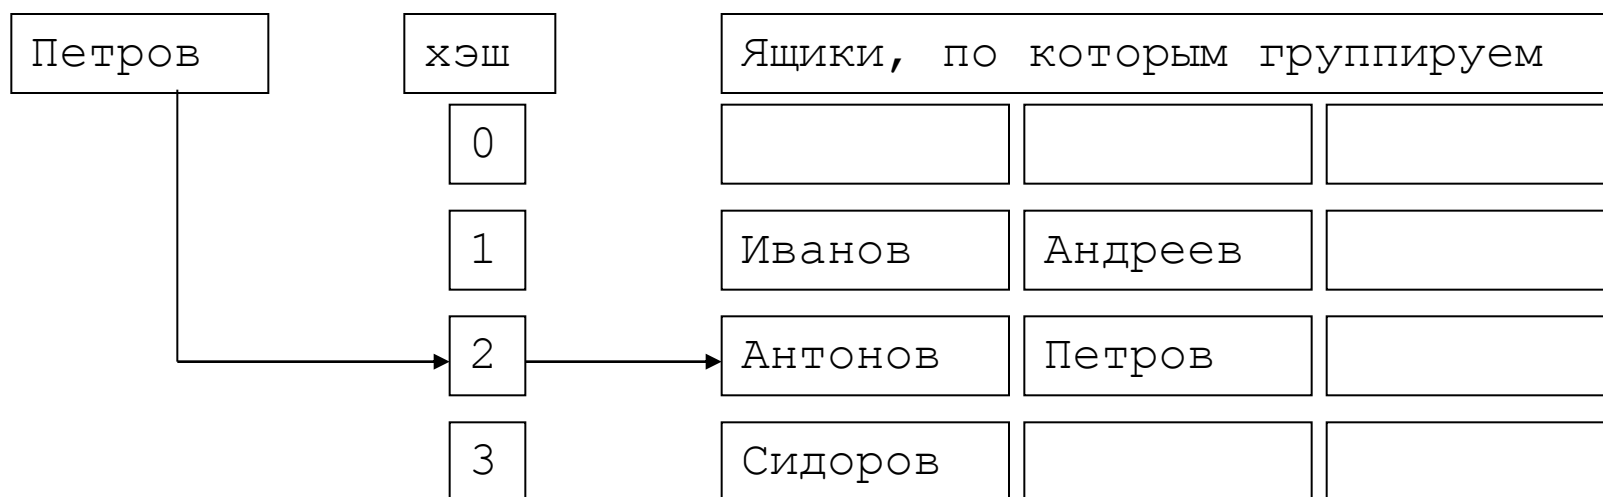 Петров хэш Ящики, по которым группируем
0
1 Иванов Андреев
2 Антонов Петров
3 Сидоров